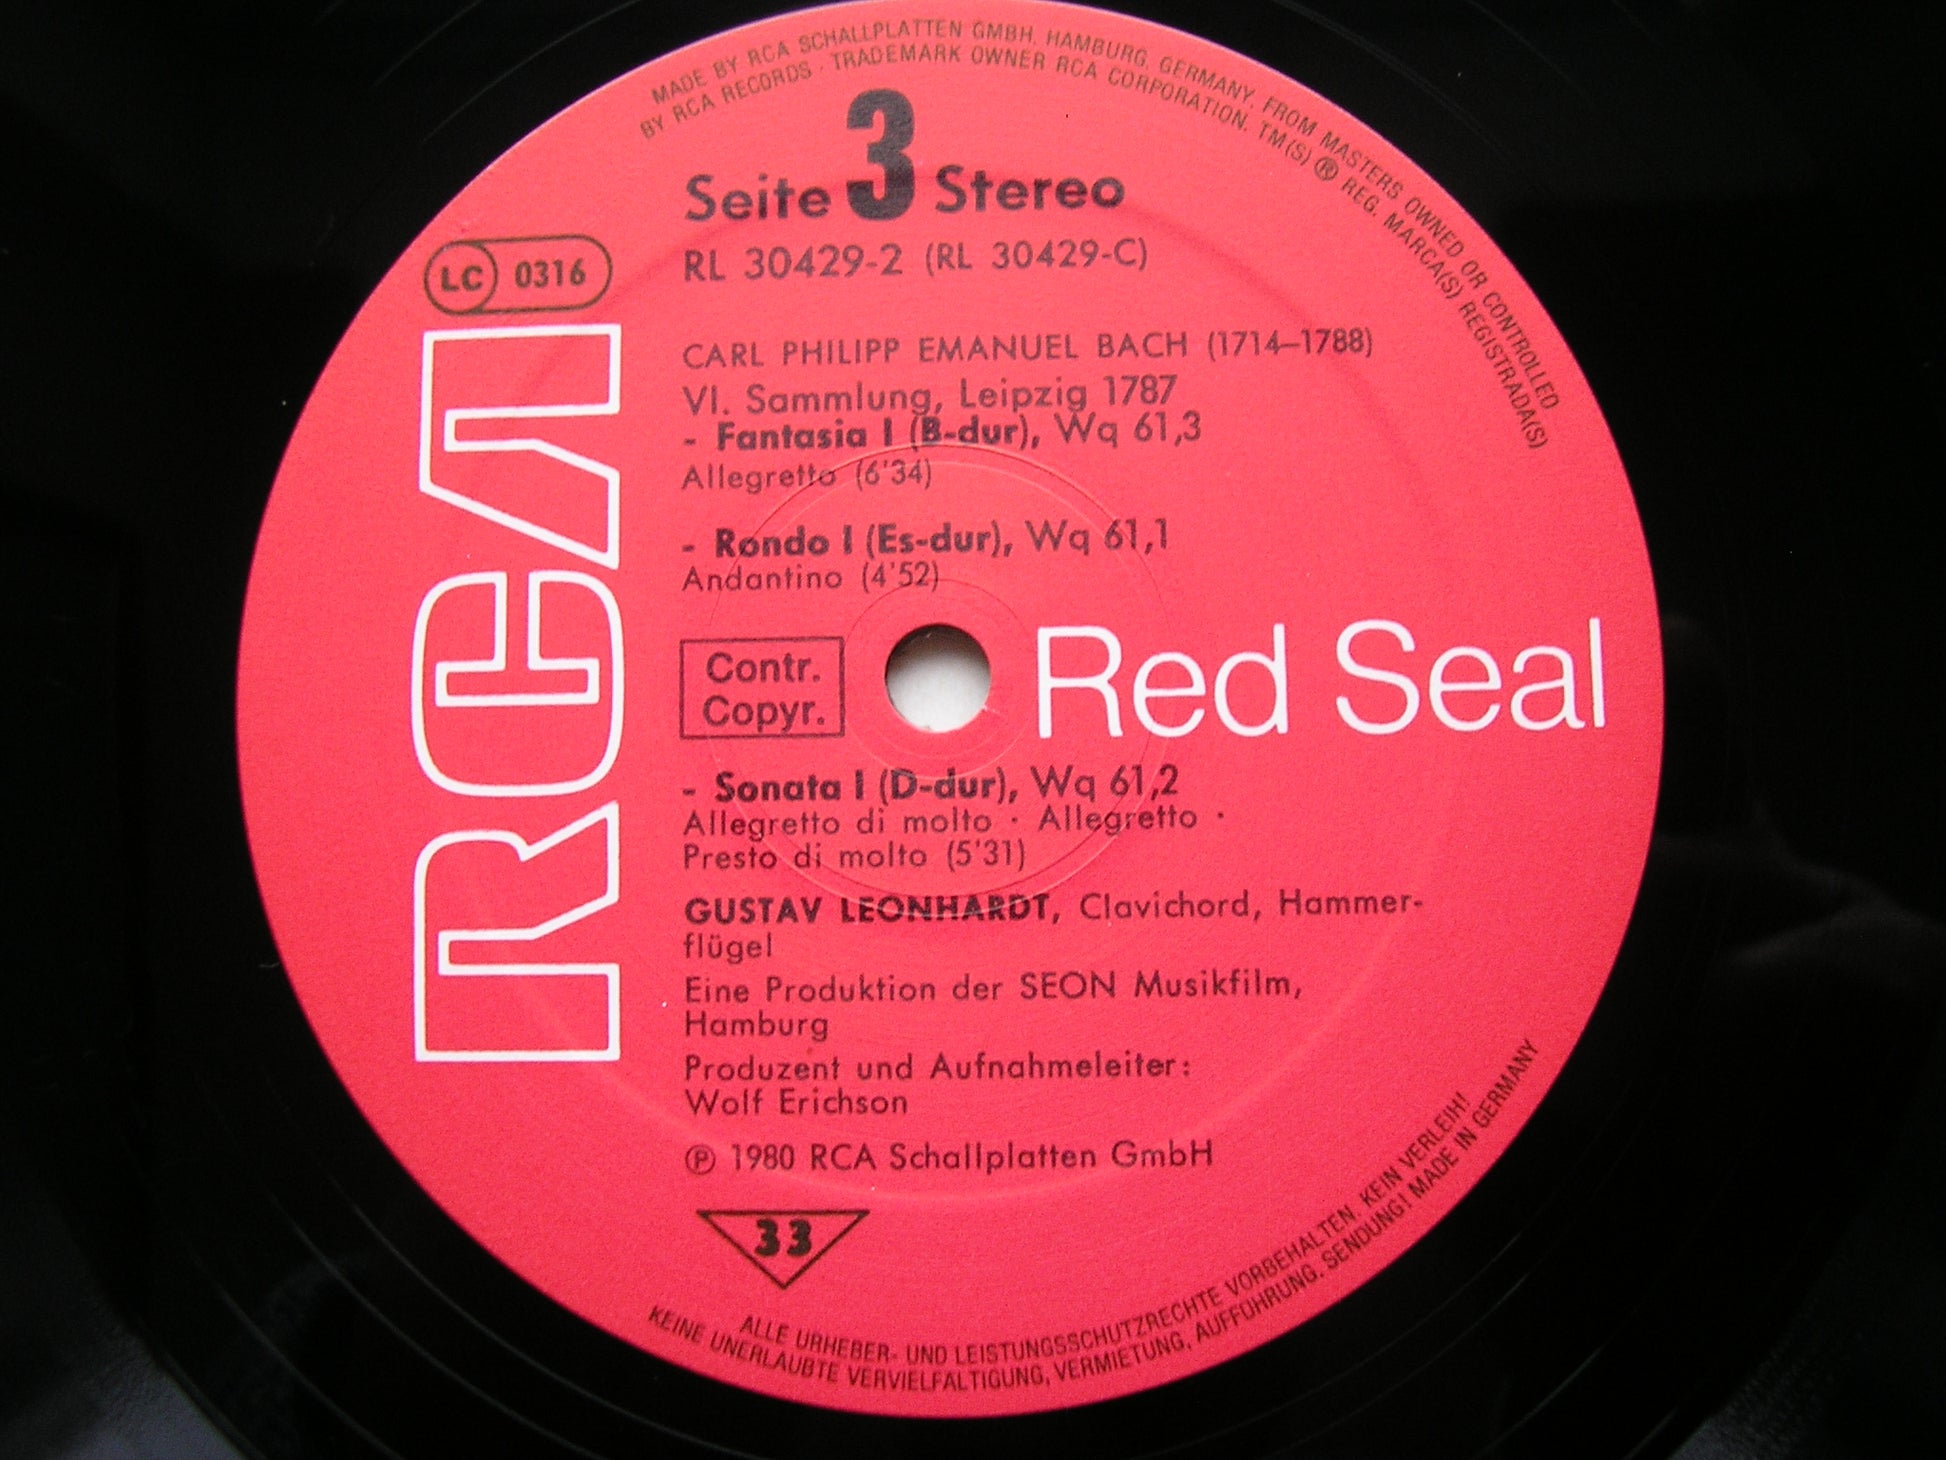 MADE BY RCA SCHALLPLATTEN GMBH, HAMBURG, GERMANY, FROM MASTERS OWNED OR CONTROLLED
BY RCA RECORDS · TRADEMARK OWNER RCA CORPORATION. TM(S) ® REG. MARCA(S) REGISTRADA(S)
Seite 3 Stereo
RL 30429-2 (RL 30429-C)
LC 0316
RCA
CARL PHILIPP EMANUEL BACH (1714–1788)
VI. Sammlung, Leipzig 1787
- Fantasia I (B-dur), Wq 61,3
Allegretto (6'34)
- Rondo I (Es-dur), Wq 61,1
Andantino (4'52)
Contr.
Copyr.
Red Seal
- Sonata I (D-dur), Wq 61,2
Allegretto di molto · Allegretto ·
Presto di molto (5'31)
GUSTAV LEONHARDT, Clavichord, Hammer-
flügel
Eine Produktion der SEON Musikfilm,
Hamburg
Produzent und Aufnahmeleiter:
Wolf Erichson
℗ 1980 RCA Schallplatten GmbH
33
ALLE URHEBER- UND LEISTUNGSSCHUTZRECHTE VORBEHALTEN. KEIN VERLEIH!
KEINE UNERLAUBTE VERVIELFÄLTIGUNG, VERMIETUNG, AUFFÜHRUNG, SENDUNG! MADE IN GERMANY